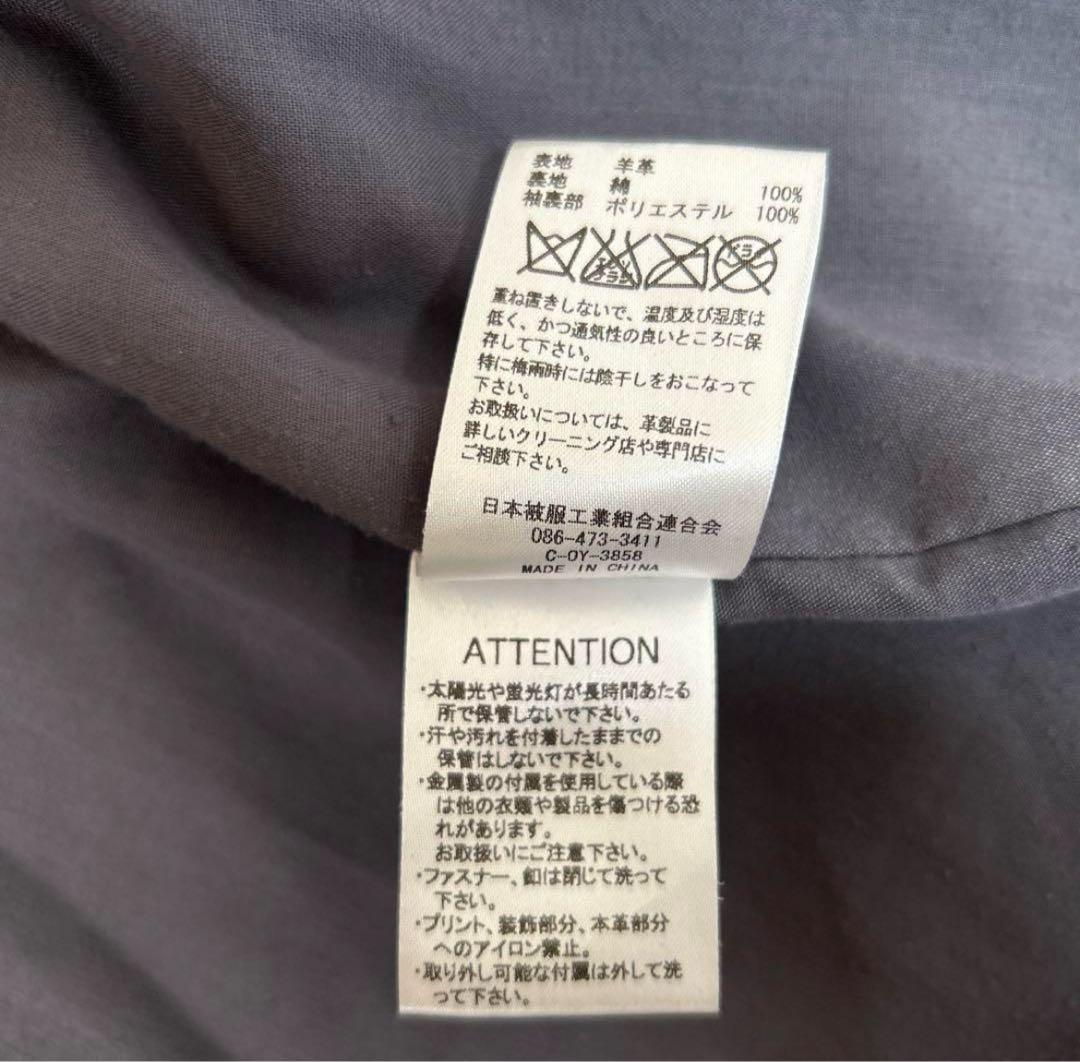 表地 羊革
裏地 綿 100%
袖裏部 ポリエステル 100%
エンソ
サラシ
ドライ
重ね置きしないで、温度及び湿度は
低く、かつ通気性の良いところに保
存して下さい。
特に梅雨時には陰干しをおこなって
下さい。
お取扱いについては、革製品に
詳しいクリーニング店や専門店に
ご相談下さい。
日本被服工業組合連合会
086-473-3411
C-OY-3858
MADE IN CHINA
ATTENTION
・太陽光や蛍光灯が長時間あたる
所で保管しないで下さい。
・汗や汚れを付着したままでの
保管はしないで下さい。
・金属製の付属を使用している際
は他の衣類や製品を傷つける恐
れがあります。
お取扱いにご注意下さい。
・ファスナー、釦は閉じて洗って
下さい。
・プリント、装飾部分、本革部分
へのアイロン禁止。
・取り外し可能な付属は外して洗
って下さい。